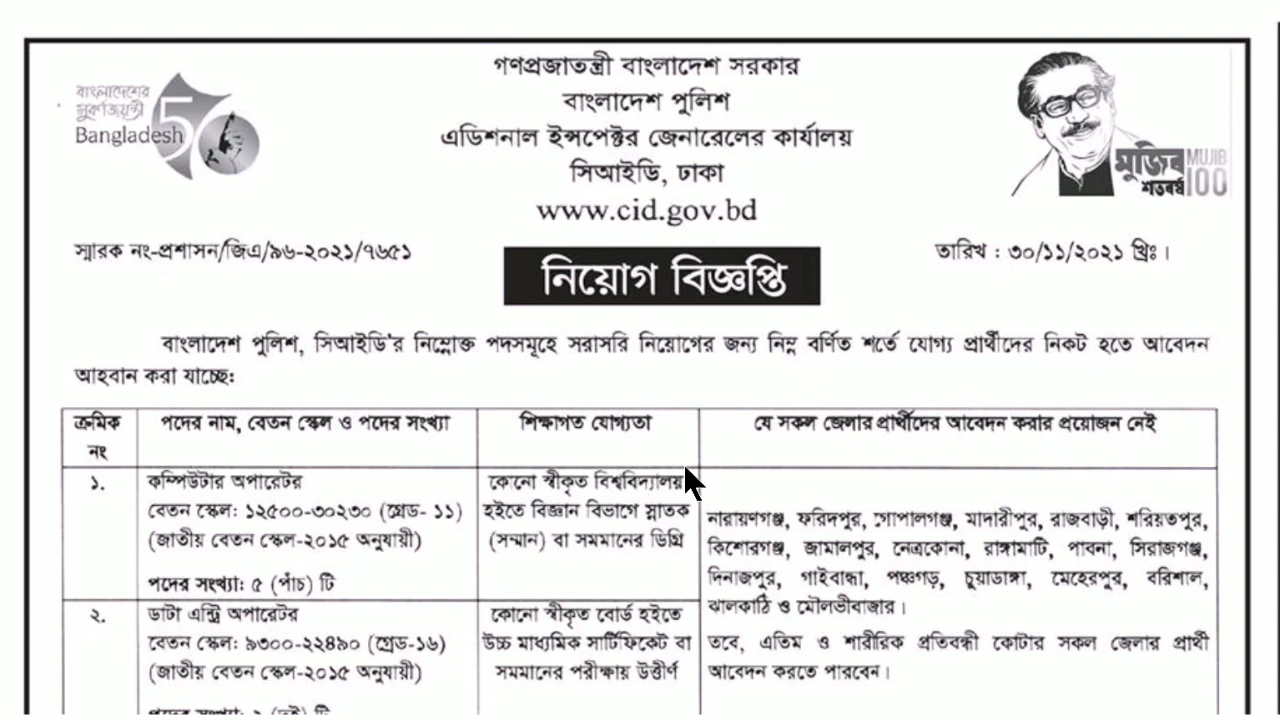 বাংলাদেশের
সুবর্ণজয়ন্তী
50
Bangladesh
গণপ্রজাতন্ত্রী বাংলাদেশ সরকার
বাংলাদেশ পুলিশ
এডিশনাল ইন্সপেক্টর জেনারেলের কার্যালয়
সিআইডি, ঢাকা
www.cid.gov.bd
মুজিব
শতবর্ষ
MUJIB
100
স্মারক নং-প্রশাসন/জিএ/৯৬-২০২১/৭৬৫১
তারিখ : ৩০/১১/২০২১ খ্রিঃ।
নিয়োগ বিজ্ঞপ্তি
বাংলাদেশ পুলিশ, সিআইডি'র নিম্নোক্ত পদসমূহে সরাসরি নিয়োগের জন্য নিম্ন বর্ণিত শর্তে যোগ্য প্রার্থীদের নিকট হতে আবেদন
আহবান করা যাচ্ছেঃ
ক্রমিক
নং
পদের নাম, বেতন স্কেল ও পদের সংখ্যা
শিক্ষাগত যোগ্যতা
যে সকল জেলার প্রার্থীদের আবেদন করার প্রয়োজন নেই
১.
কম্পিউটার অপারেটর
বেতন স্কেল: ১২৫০০-৩০২৩০ (গ্রেড- ১১)
(জাতীয় বেতন স্কেল-২০১৫ অনুযায়ী)
পদের সংখ্যা: ৫ (পাঁচ) টি
কোনো স্বীকৃত বিশ্ববিদ্যালয়
হইতে বিজ্ঞান বিভাগে স্নাতক
(সম্মান) বা সমমানের ডিগ্রি
নারায়ণগঞ্জ, ফরিদপুর, গোপালগঞ্জ, মাদারীপুর, রাজবাড়ী, শরিয়তপুর,
কিশোরগঞ্জ, জামালপুর, নেত্রকোনা, রাঙ্গামাটি, পাবনা, সিরাজগঞ্জ,
দিনাজপুর, গাইবান্ধা, পঞ্চগড়, চুয়াডাঙ্গা, মেহেরপুর, বরিশাল,
ঝালকাঠি ও মৌলভীবাজার।
তবে, এতিম ও শারীরিক প্রতিবন্ধী কোটার সকল জেলার প্রার্থী
আবেদন করতে পারবেন।
২.
ডাটা এন্ট্রি অপারেটর
বেতন স্কেল: ৯৩০০-২২৪৯০ (গ্রেড-১৬)
(জাতীয় বেতন স্কেল-২০১৫ অনুযায়ী)
পদের সংখ্যা: ২ (দুই) টি
কোনো স্বীকৃত বোর্ড হইতে
উচ্চ মাধ্যমিক সার্টিফিকেট বা
সমমানের পরীক্ষায় উত্তীর্ণ